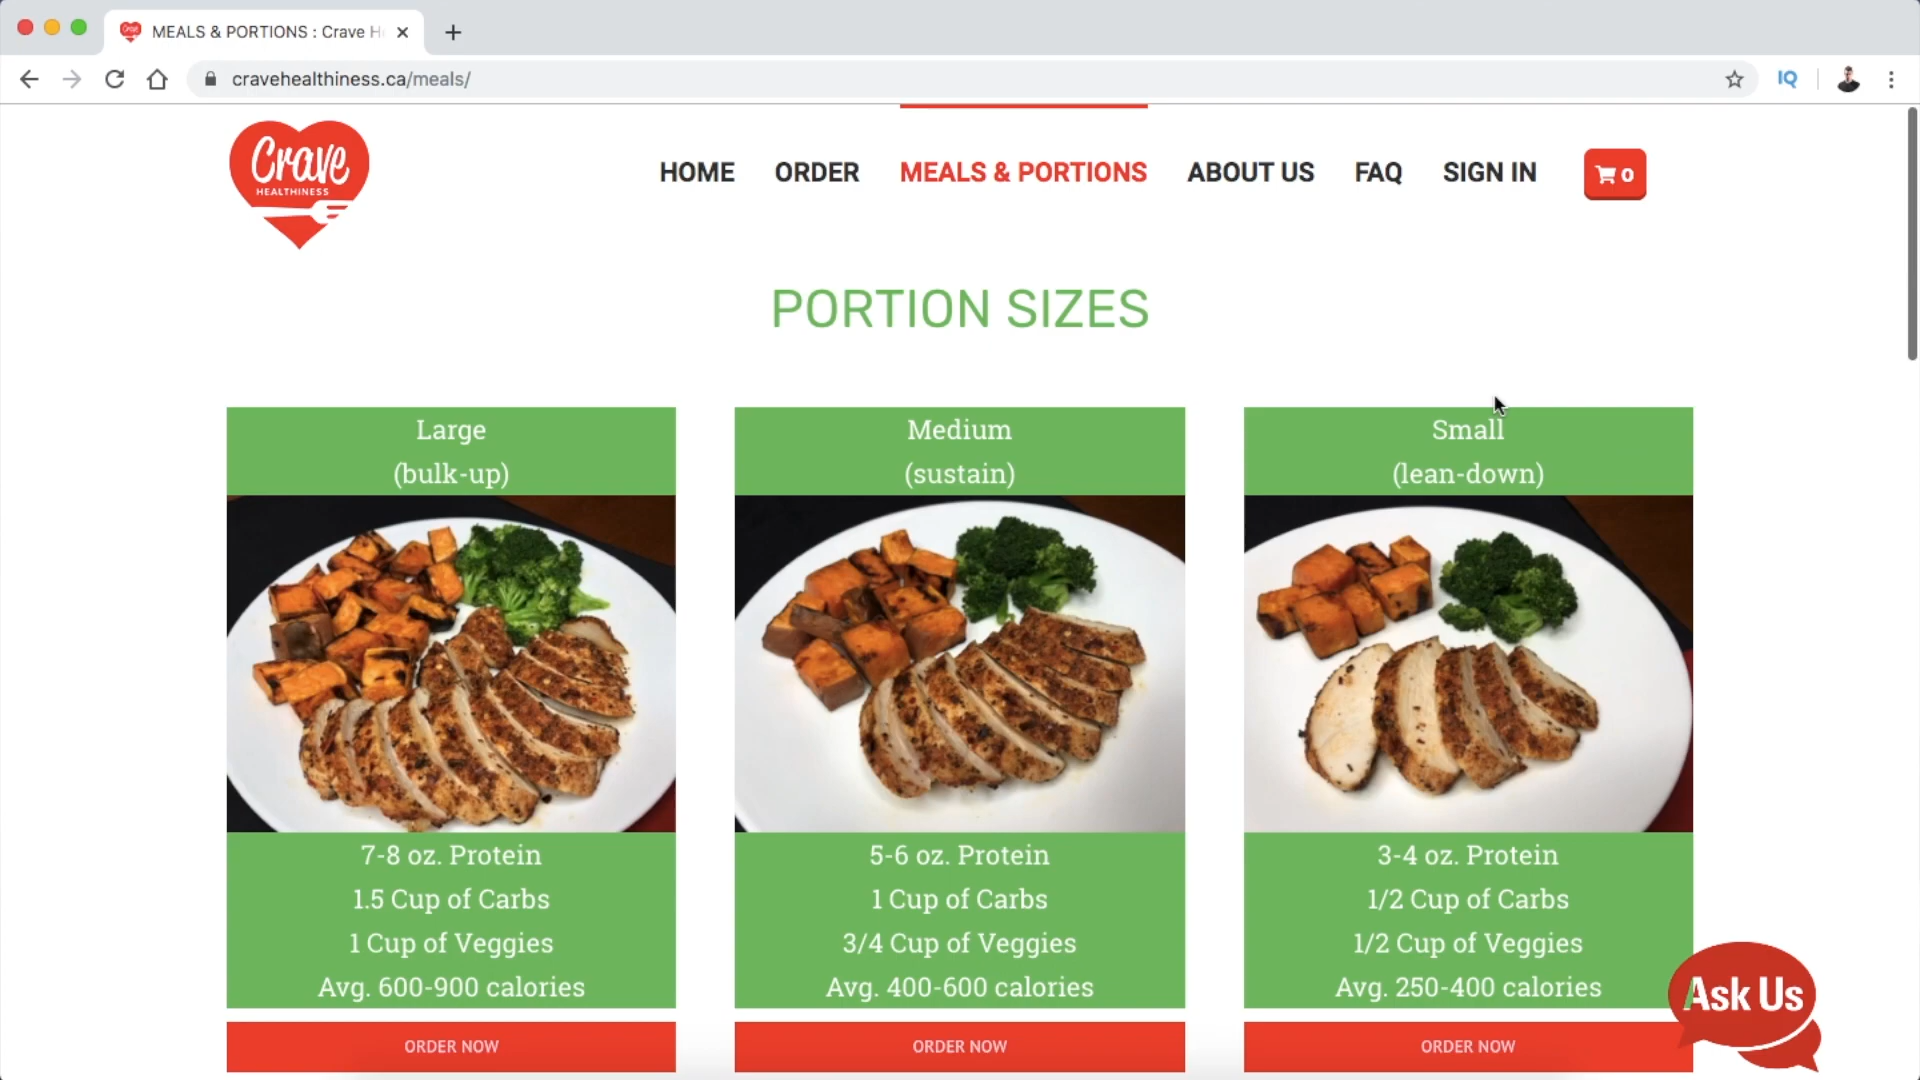 MEALS & PORTIONS : Crave H
cravehealthiness.ca/meals/
IQ
Crave
HEALTHINESS
HOME ORDER MEALS & PORTIONS ABOUT US FAQ SIGN IN 0
PORTION SIZES
Large
(bulk-up)
7-8 oz. Protein
1.5 Cup of Carbs
1 Cup of Veggies
Avg. 600-900 calories
ORDER NOW
Medium
(sustain)
5-6 oz. Protein
1 Cup of Carbs
3/4 Cup of Veggies
Avg. 400-600 calories
ORDER NOW
Small
(lean-down)
3-4 oz. Protein
1/2 Cup of Carbs
1/2 Cup of Veggies
Avg. 250-400 calories
ORDER NOW
Ask Us